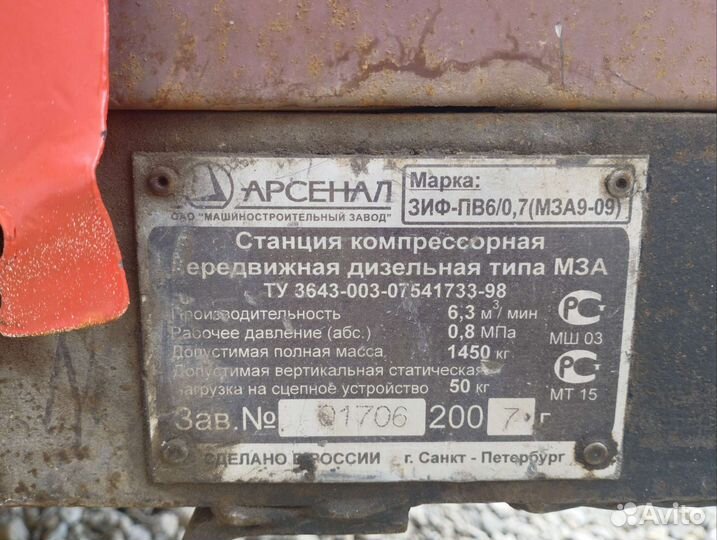 АРСЕНАЛ
ОАО "МАШИНОСТРОИТЕЛЬНЫЙ ЗАВОД"
Марка:
ЗИФ-ПВ6/0,7(МЗА9-09)
Станция компрессорная
передвижная дизельная типа МЗА
ТУ 3643-003-07541733-98
Производительность 6,3 м³/мин
Рабочее давление (абс.) 0,8 МПа
Допустимая полная масса 1450 кг
Допустимая вертикальная статическая
нагрузка на сцепное устройство 50 кг
РС
МШ 03
РС
МТ 15
Зав.№ 01706 2007 г
СДЕЛАНО В РОССИИ г. Санкт - Петербург
Avito